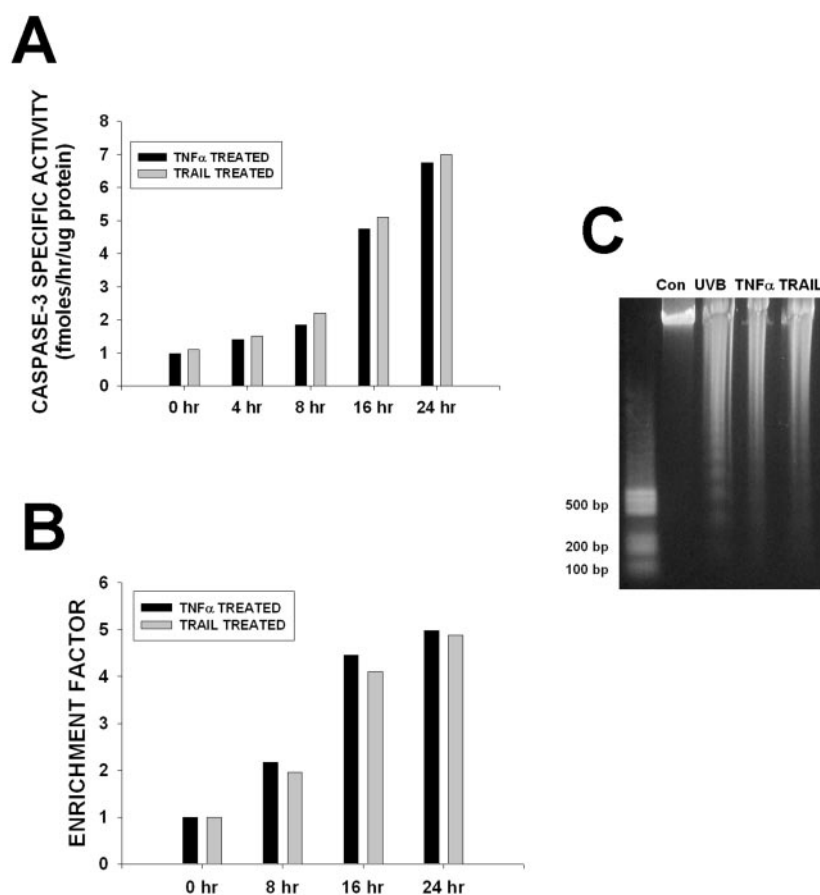 A
CASPASE-3 SPECIFIC ACTIVITY
(fmoles/hr/ug protein)
8
7
6
5
4
3
2
1
0
TNFα TREATED
TRAIL TREATED
0 hr 4 hr 8 hr 16 hr 24 hr
B
ENRICHMENT FACTOR
6
5
4
3
2
1
0
TNFα TREATED
TRAIL TREATED
0 hr 8 hr 16 hr 24 hr
C
Con UVB TNFα TRAIL
500 bp
200 bp
100 bp